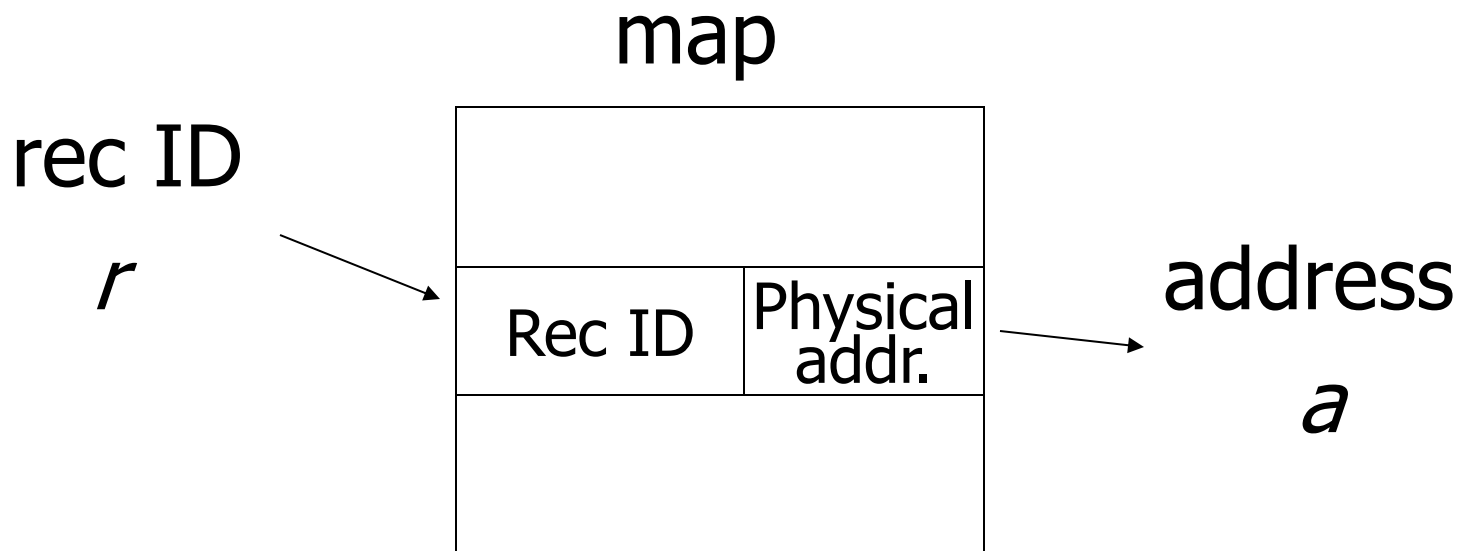 map
rec ID
r
Rec ID
Physical
addr.
address
a